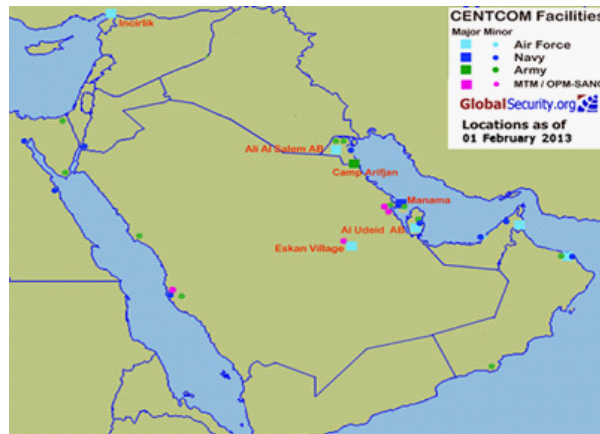 CENTCOM Facilities
Major Minor
Air Force
Navy
Army
MTM / OPM-SANG
GlobalSecurity.org
Locations as of
01 February 2013
Incirlik
Ali Al Salem AB
Camp Arifjan
Manama
Al Udeid AB
Eskan Village